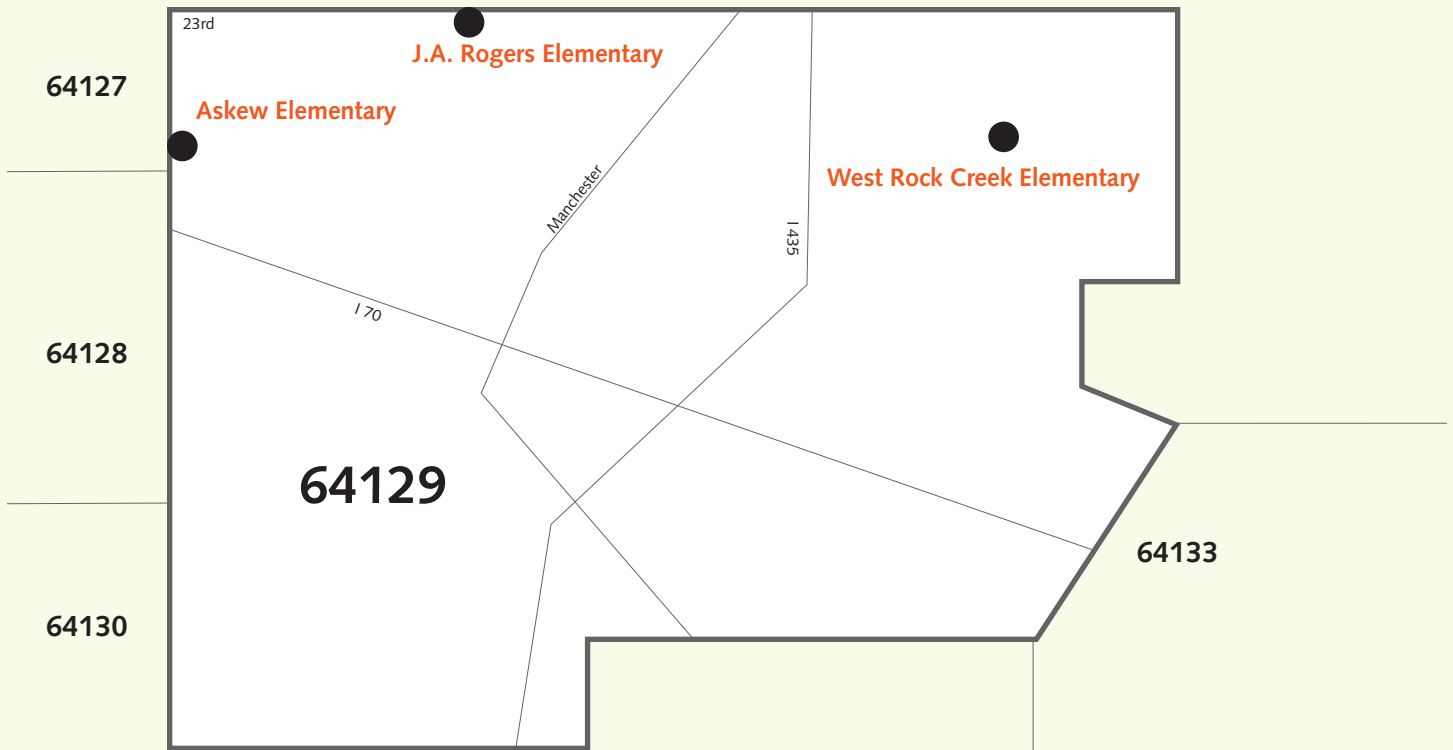 23rd
J.A. Rogers Elementary
64127
Askew Elementary
West Rock Creek Elementary
Manchester
I 435
I 70
64128
64129
64133
64130